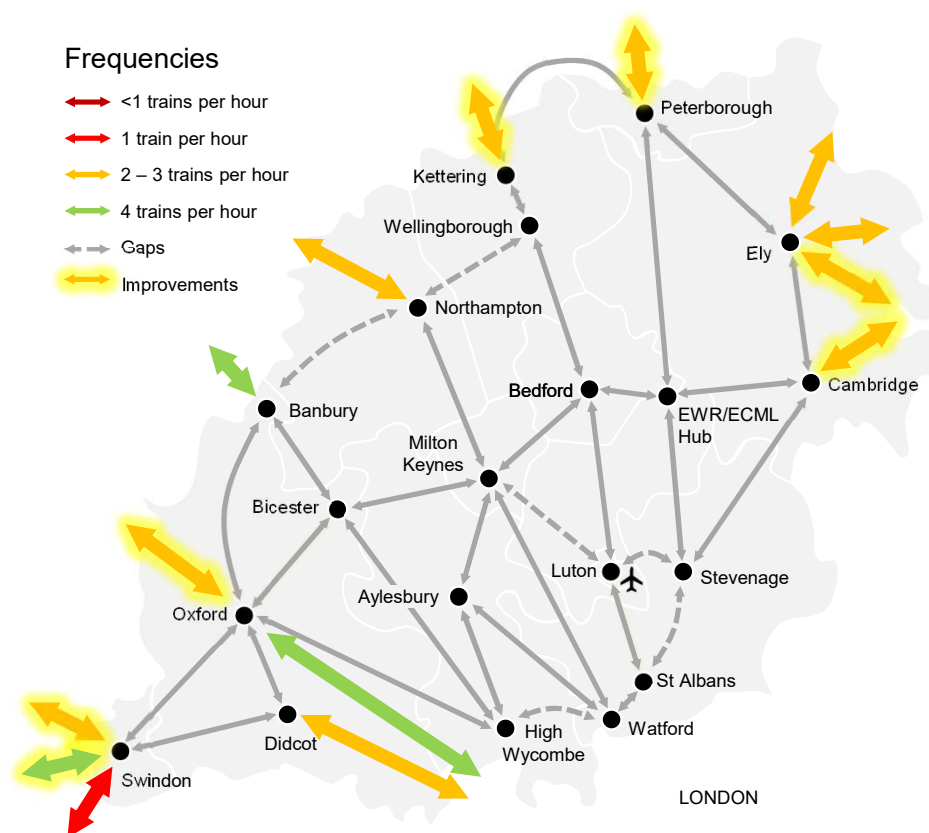 Frequencies
<1 trains per hour
1 train per hour
2 – 3 trains per hour
4 trains per hour
Gaps
Improvements
Peterborough
Kettering
Wellingborough
Ely
Northampton
Bedford
Cambridge
Banbury
EWR/ECML
Hub
Milton
Keynes
Bicester
Luton
Stevenage
Aylesbury
Oxford
St Albans
Didcot
High
Wycombe
Watford
Swindon
LONDON